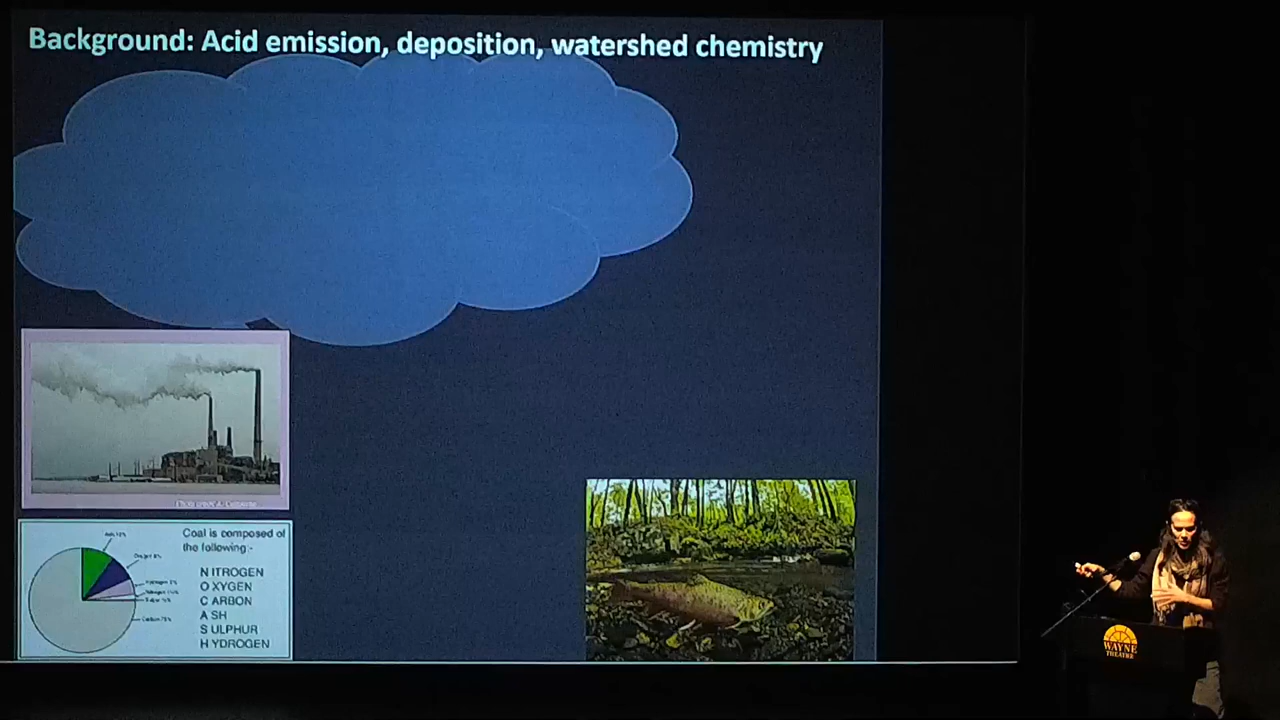 Background: Acid emission, deposition, watershed chemistry
Coal is composed of
the following:-
N ITROGEN
O XYGEN
C ARBON
A SH
S ULPHUR
H YDROGEN
WAYNE
THEATRE